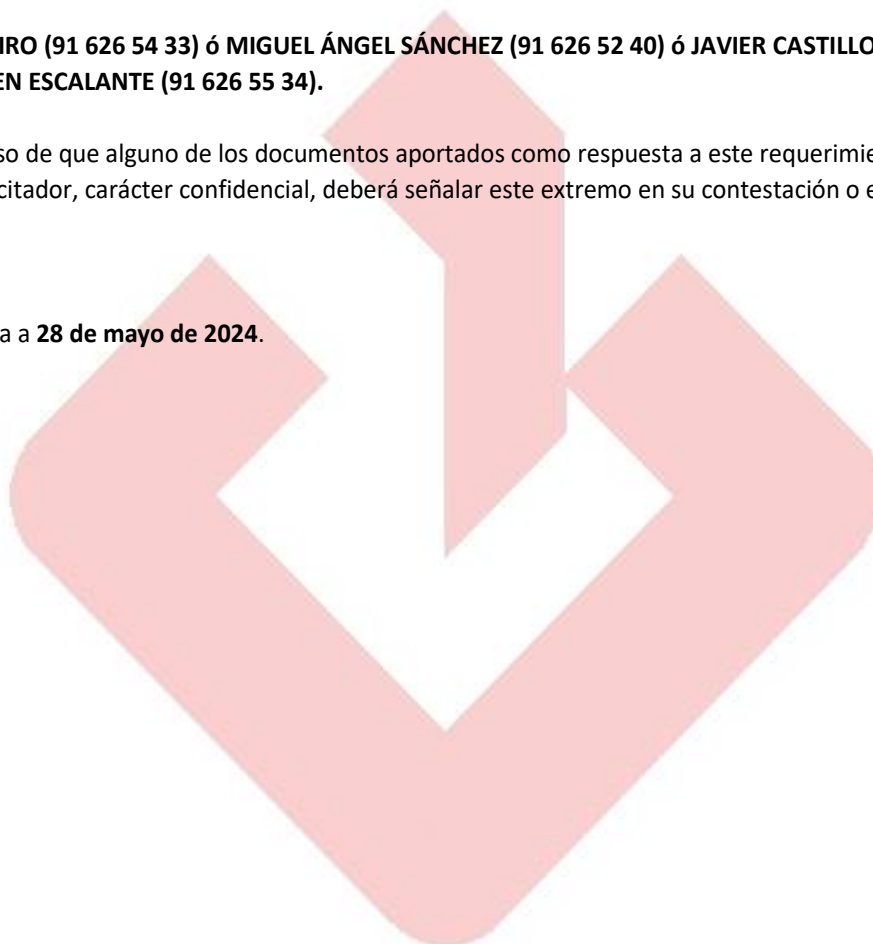 IRO (91 626 54 33) ó MIGUEL ÁNGEL SÁNCHEZ (91 626 52 40) ó JAVIER CASTILLO
EN ESCALANTE (91 626 55 34).
so de que alguno de los documentos aportados como respuesta a este requerimie
citador, carácter confidencial, deberá señalar este extremo en su contestación o e
a a 28 de mayo de 2024.